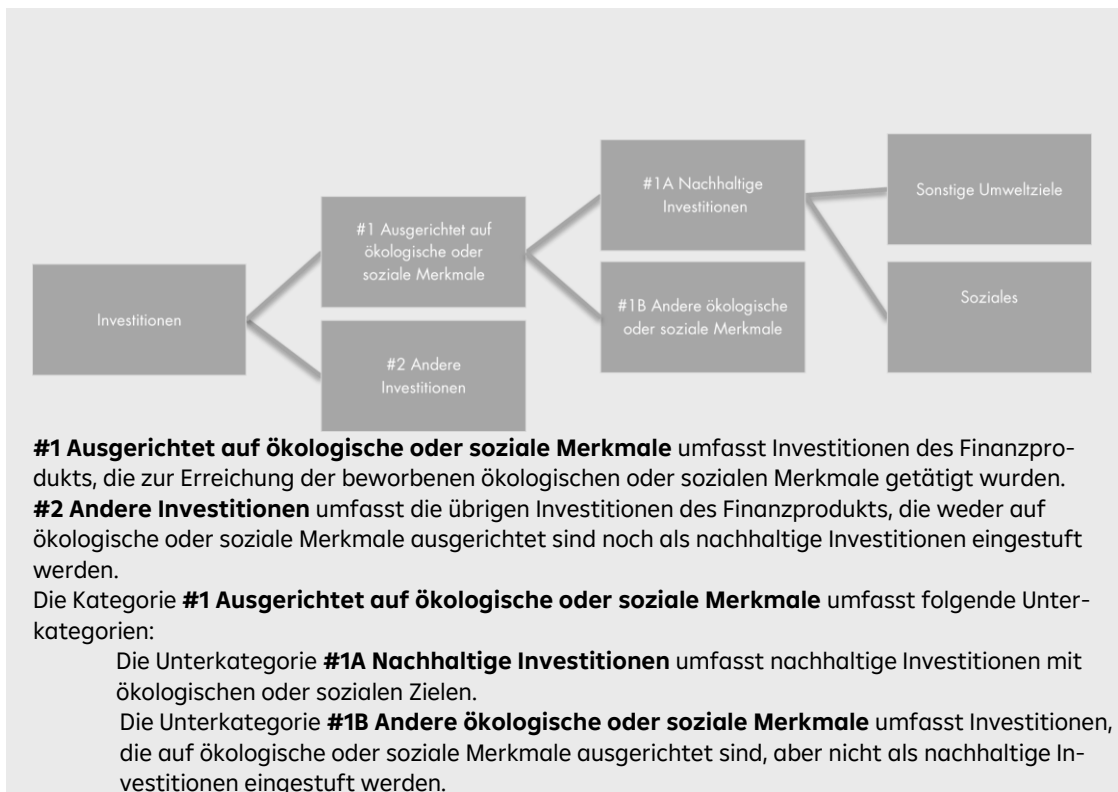 #1A Nachhaltige
Investitionen
Sonstige Umweltziele
#1 Ausgerichtet auf
ökologische oder
soziale Merkmale
Investitionen
#1B Andere ökologische
oder soziale Merkmale
Soziales
#2 Andere
Investitionen
#1 Ausgerichtet auf ökologische oder soziale Merkmale umfasst Investitionen des Finanzpro-
dukts, die zur Erreichung der beworbenen ökologischen oder sozialen Merkmale getätigt wurden.
#2 Andere Investitionen umfasst die übrigen Investitionen des Finanzprodukts, die weder auf
ökologische oder soziale Merkmale ausgerichtet sind noch als nachhaltige Investitionen eingestuft
werden.
Die Kategorie #1 Ausgerichtet auf ökologische oder soziale Merkmale umfasst folgende Unter-
kategorien:
Die Unterkategorie #1A Nachhaltige Investitionen umfasst nachhaltige Investitionen mit
ökologischen oder sozialen Zielen.
Die Unterkategorie #1B Andere ökologische oder soziale Merkmale umfasst Investitionen,
die auf ökologische oder soziale Merkmale ausgerichtet sind, aber nicht als nachhaltige In-
vestitionen eingestuft werden.